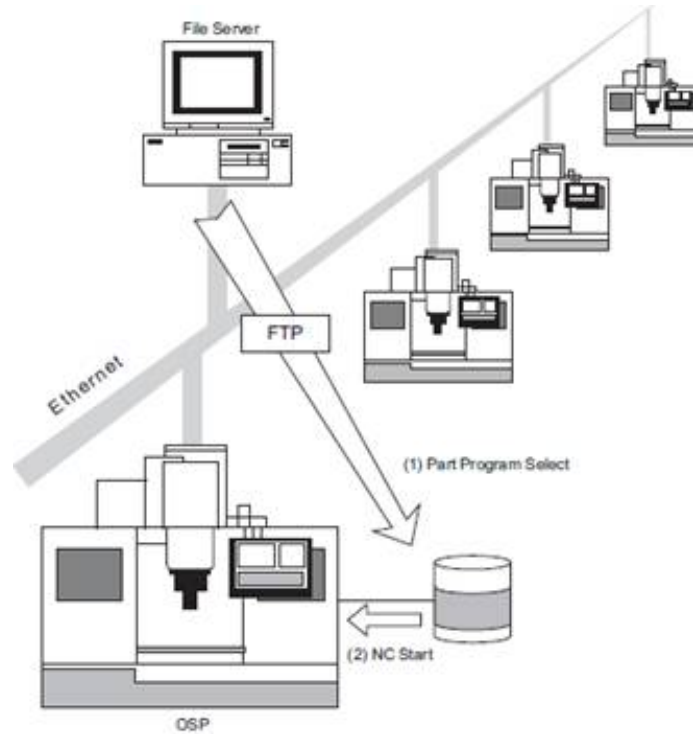 File Server
FTP
Ethernet
(1) Part Program Select
(2) NC Start
OSP